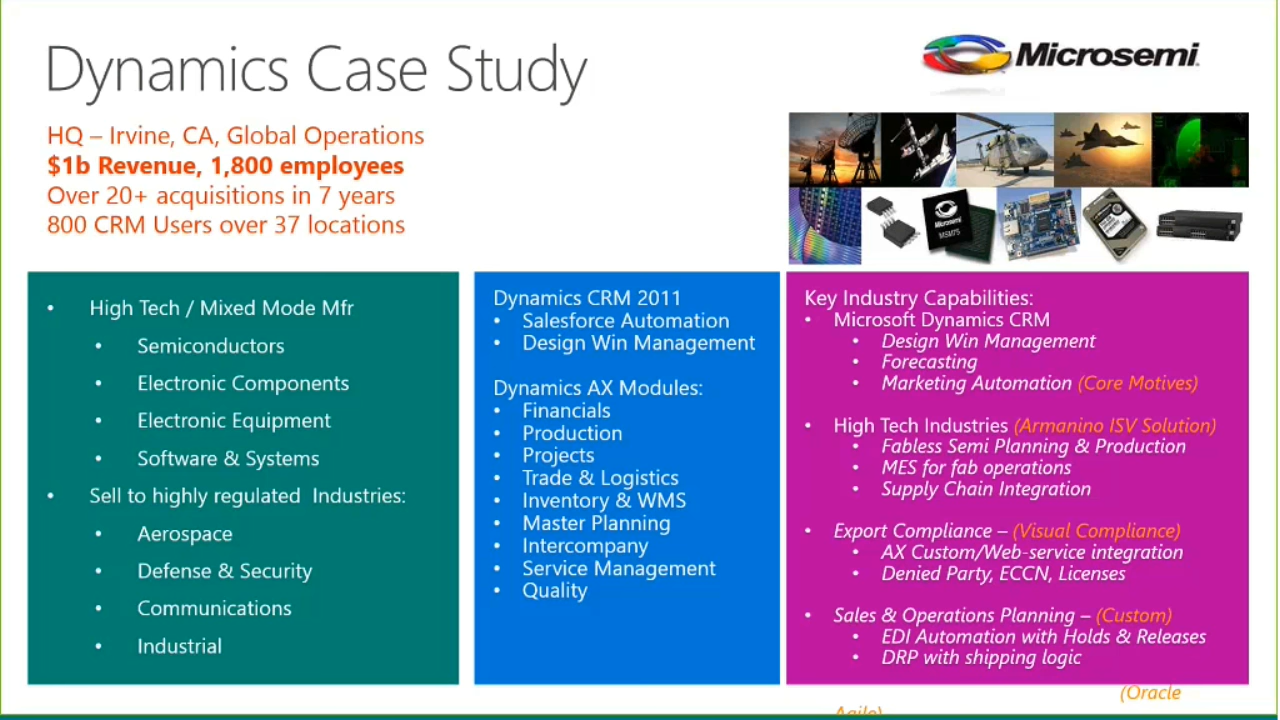 Dynamics Case Study
Microsemi
HQ – Irvine, CA, Global Operations
$1b Revenue, 1,800 employees
Over 20+ acquisitions in 7 years
800 CRM Users over 37 locations
Microsemi
MSM75
• High Tech / Mixed Mode Mfr
• Semiconductors
• Electronic Components
• Electronic Equipment
• Software & Systems
• Sell to highly regulated Industries:
• Aerospace
• Defense & Security
• Communications
• Industrial
Dynamics CRM 2011
• Salesforce Automation
• Design Win Management
Dynamics AX Modules:
• Financials
• Production
• Projects
• Trade & Logistics
• Inventory & WMS
• Master Planning
• Intercompany
• Service Management
• Quality
Key Industry Capabilities:
• Microsoft Dynamics CRM
• Design Win Management
• Forecasting
• Marketing Automation (Core Motives)
• High Tech Industries (Armanino ISV Solution)
• Fabless Semi Planning & Production
• MES for fab operations
• Supply Chain Integration
• Export Compliance – (Visual Compliance)
• AX Custom/Web-service integration
• Denied Party, ECCN, Licenses
• Sales & Operations Planning – (Custom)
• EDI Automation with Holds & Releases
• DRP with shipping logic
(Oracle
Agile)